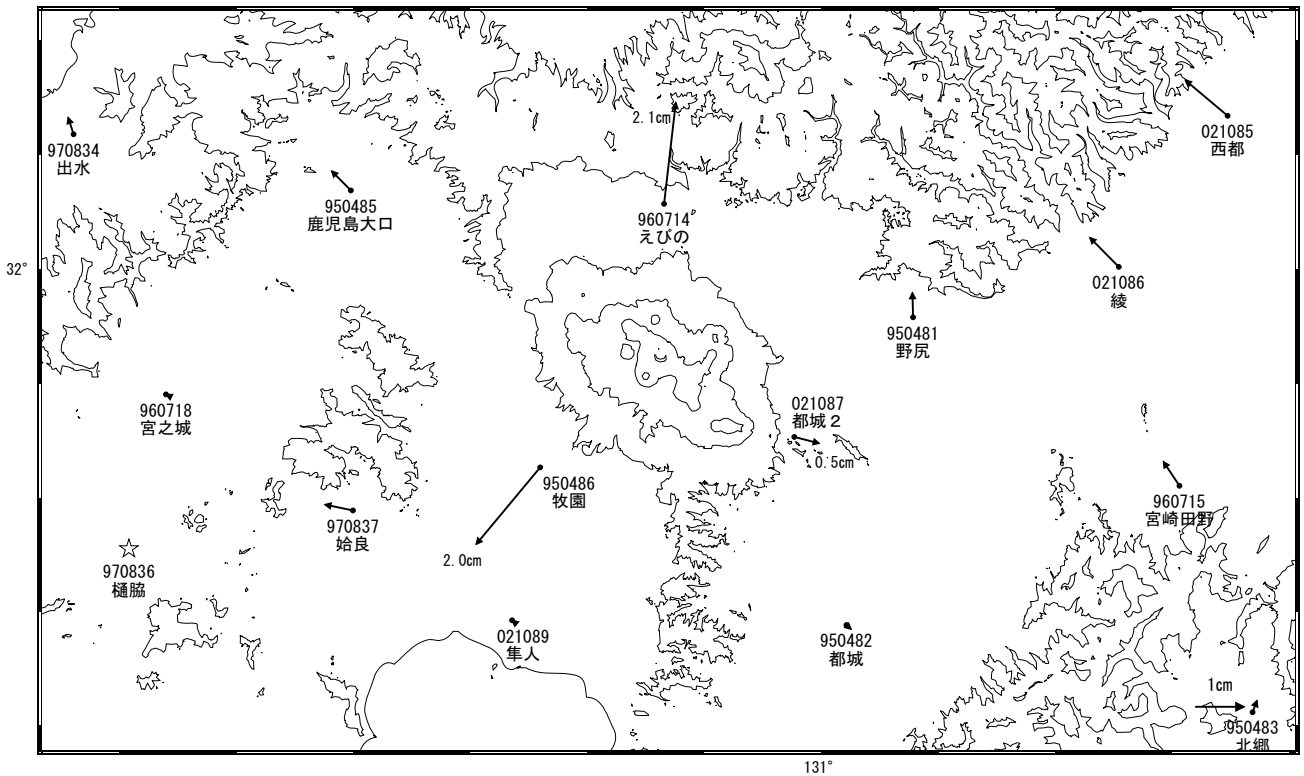 2.1cm
021085
西都
970834
出水
950485
鹿児島大口
960714
えびの
32°
021086
綾
950481
野尻
960718
宮之城
021087
都城２
0.5cm
950486
牧園
960715
宮崎田野
970837
姶良
2.0cm
970836
樋脇
021089
隼人
950482
都城
1cm
950483
北郷
131°